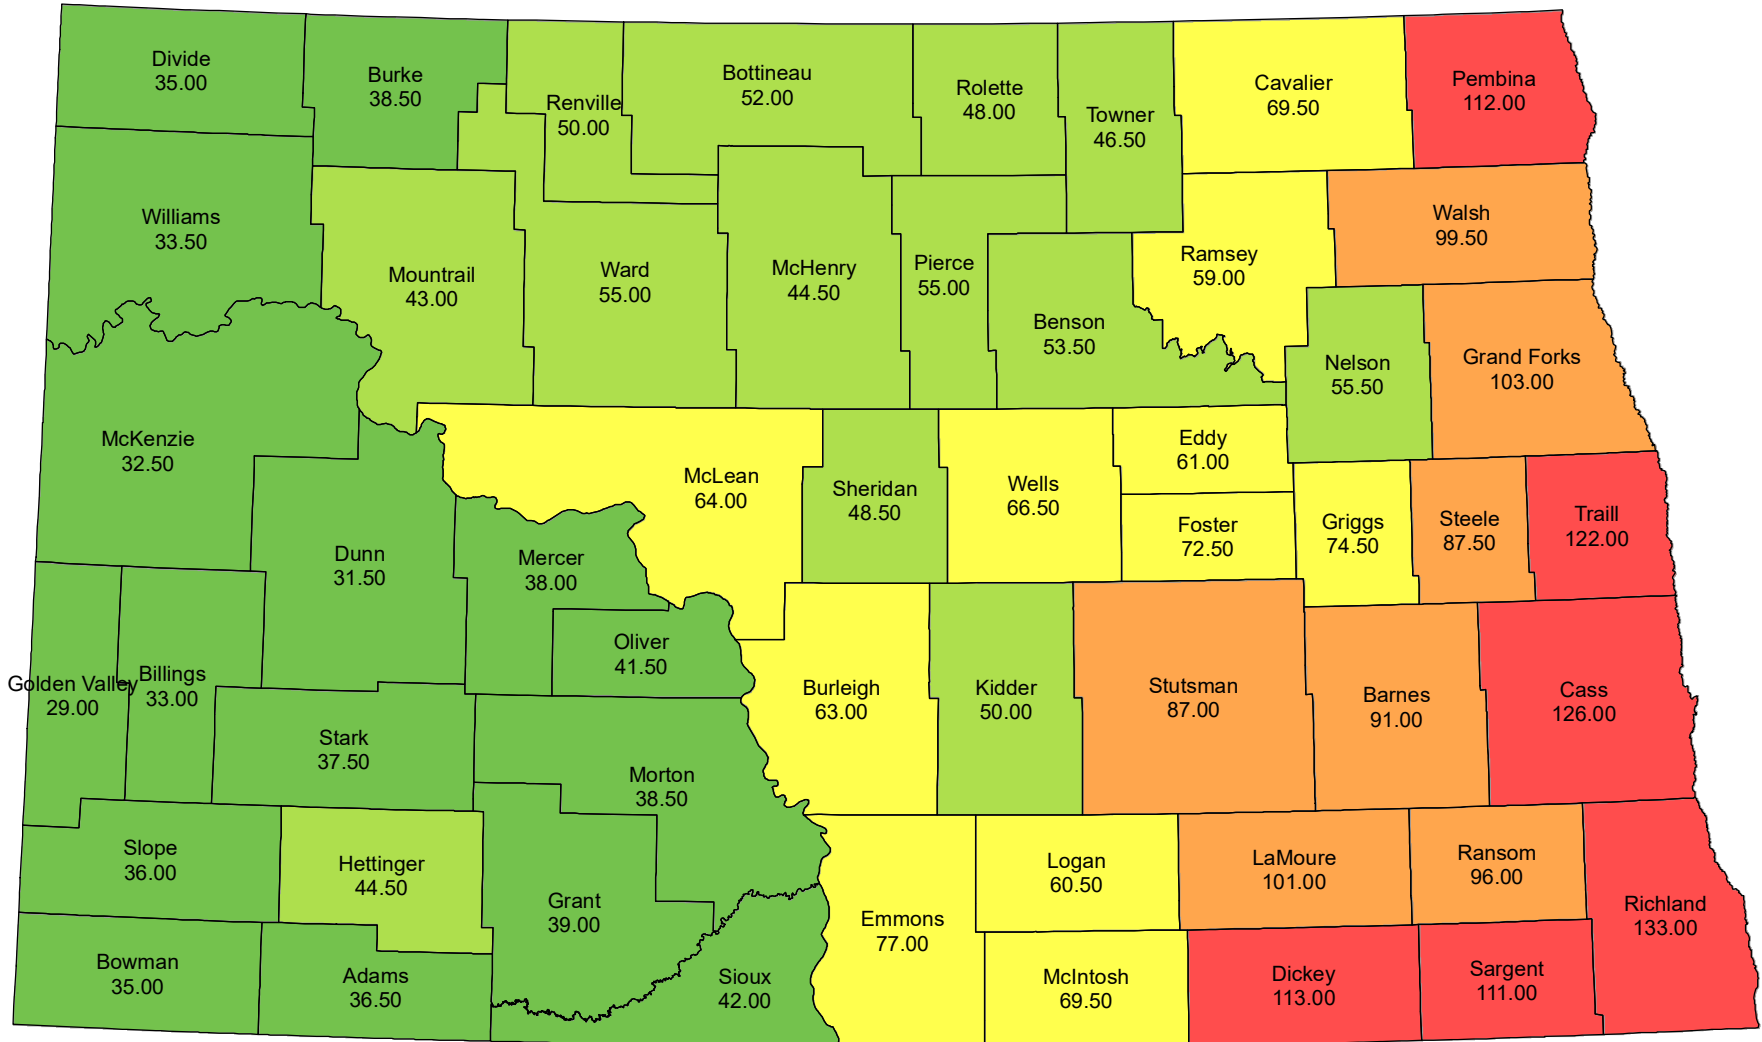 Divide
35.00
Burke
38.50
Renville
50.00
Bottineau
52.00
Rolette
48.00
Towner
46.50
Cavalier
69.50
Pembina
112.00
Williams
33.50
Mountrail
43.00
Ward
55.00
McHenry
44.50
Pierce
55.00
Benson
53.50
Ramsey
59.00
Walsh
99.50
Nelson
55.50
Grand Forks
103.00
McKenzie
32.50
McLean
64.00
Sheridan
48.50
Wells
66.50
Eddy
61.00
Foster
72.50
Griggs
74.50
Steele
87.50
Traill
122.00
Dunn
31.50
Mercer
38.00
Oliver
41.50
Golden Valley
29.00
Billings
33.00
Stark
37.50
Morton
38.50
Burleigh
63.00
Kidder
50.00
Stutsman
87.00
Barnes
91.00
Cass
126.00
Slope
36.00
Hettinger
44.50
Grant
39.00
Emmons
77.00
Logan
60.50
LaMoure
101.00
Ransom
96.00
Richland
133.00
Bowman
35.00
Adams
36.50
Sioux
42.00
McIntosh
69.50
Dickey
113.00
Sargent
111.00